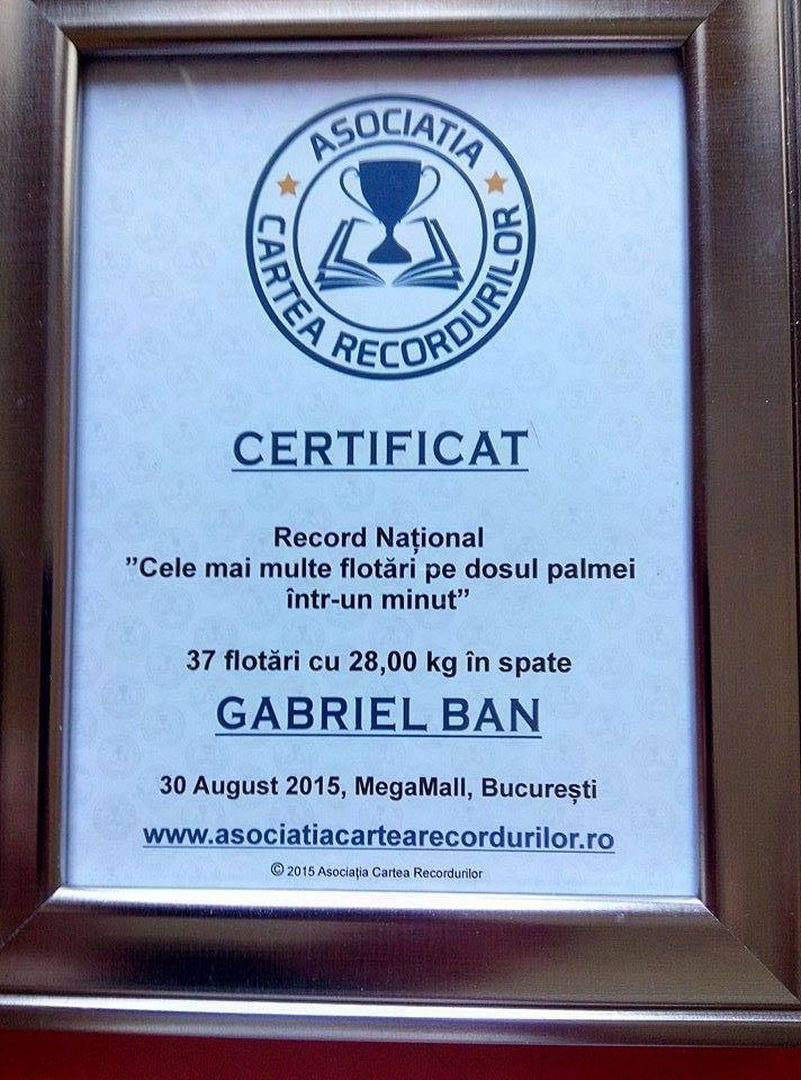 ASOCIATIA
CARTEA RECORDURILOR
CERTIFICAT
Record Național
”Cele mai multe flotări pe dosul palmei
într-un minut”
37 flotări cu 28,00 kg în spate
GABRIEL BAN
30 August 2015, MegaMall, București
www.asociatiacartearecordurilor.ro
© 2015 Asociația Cartea Recordurilor